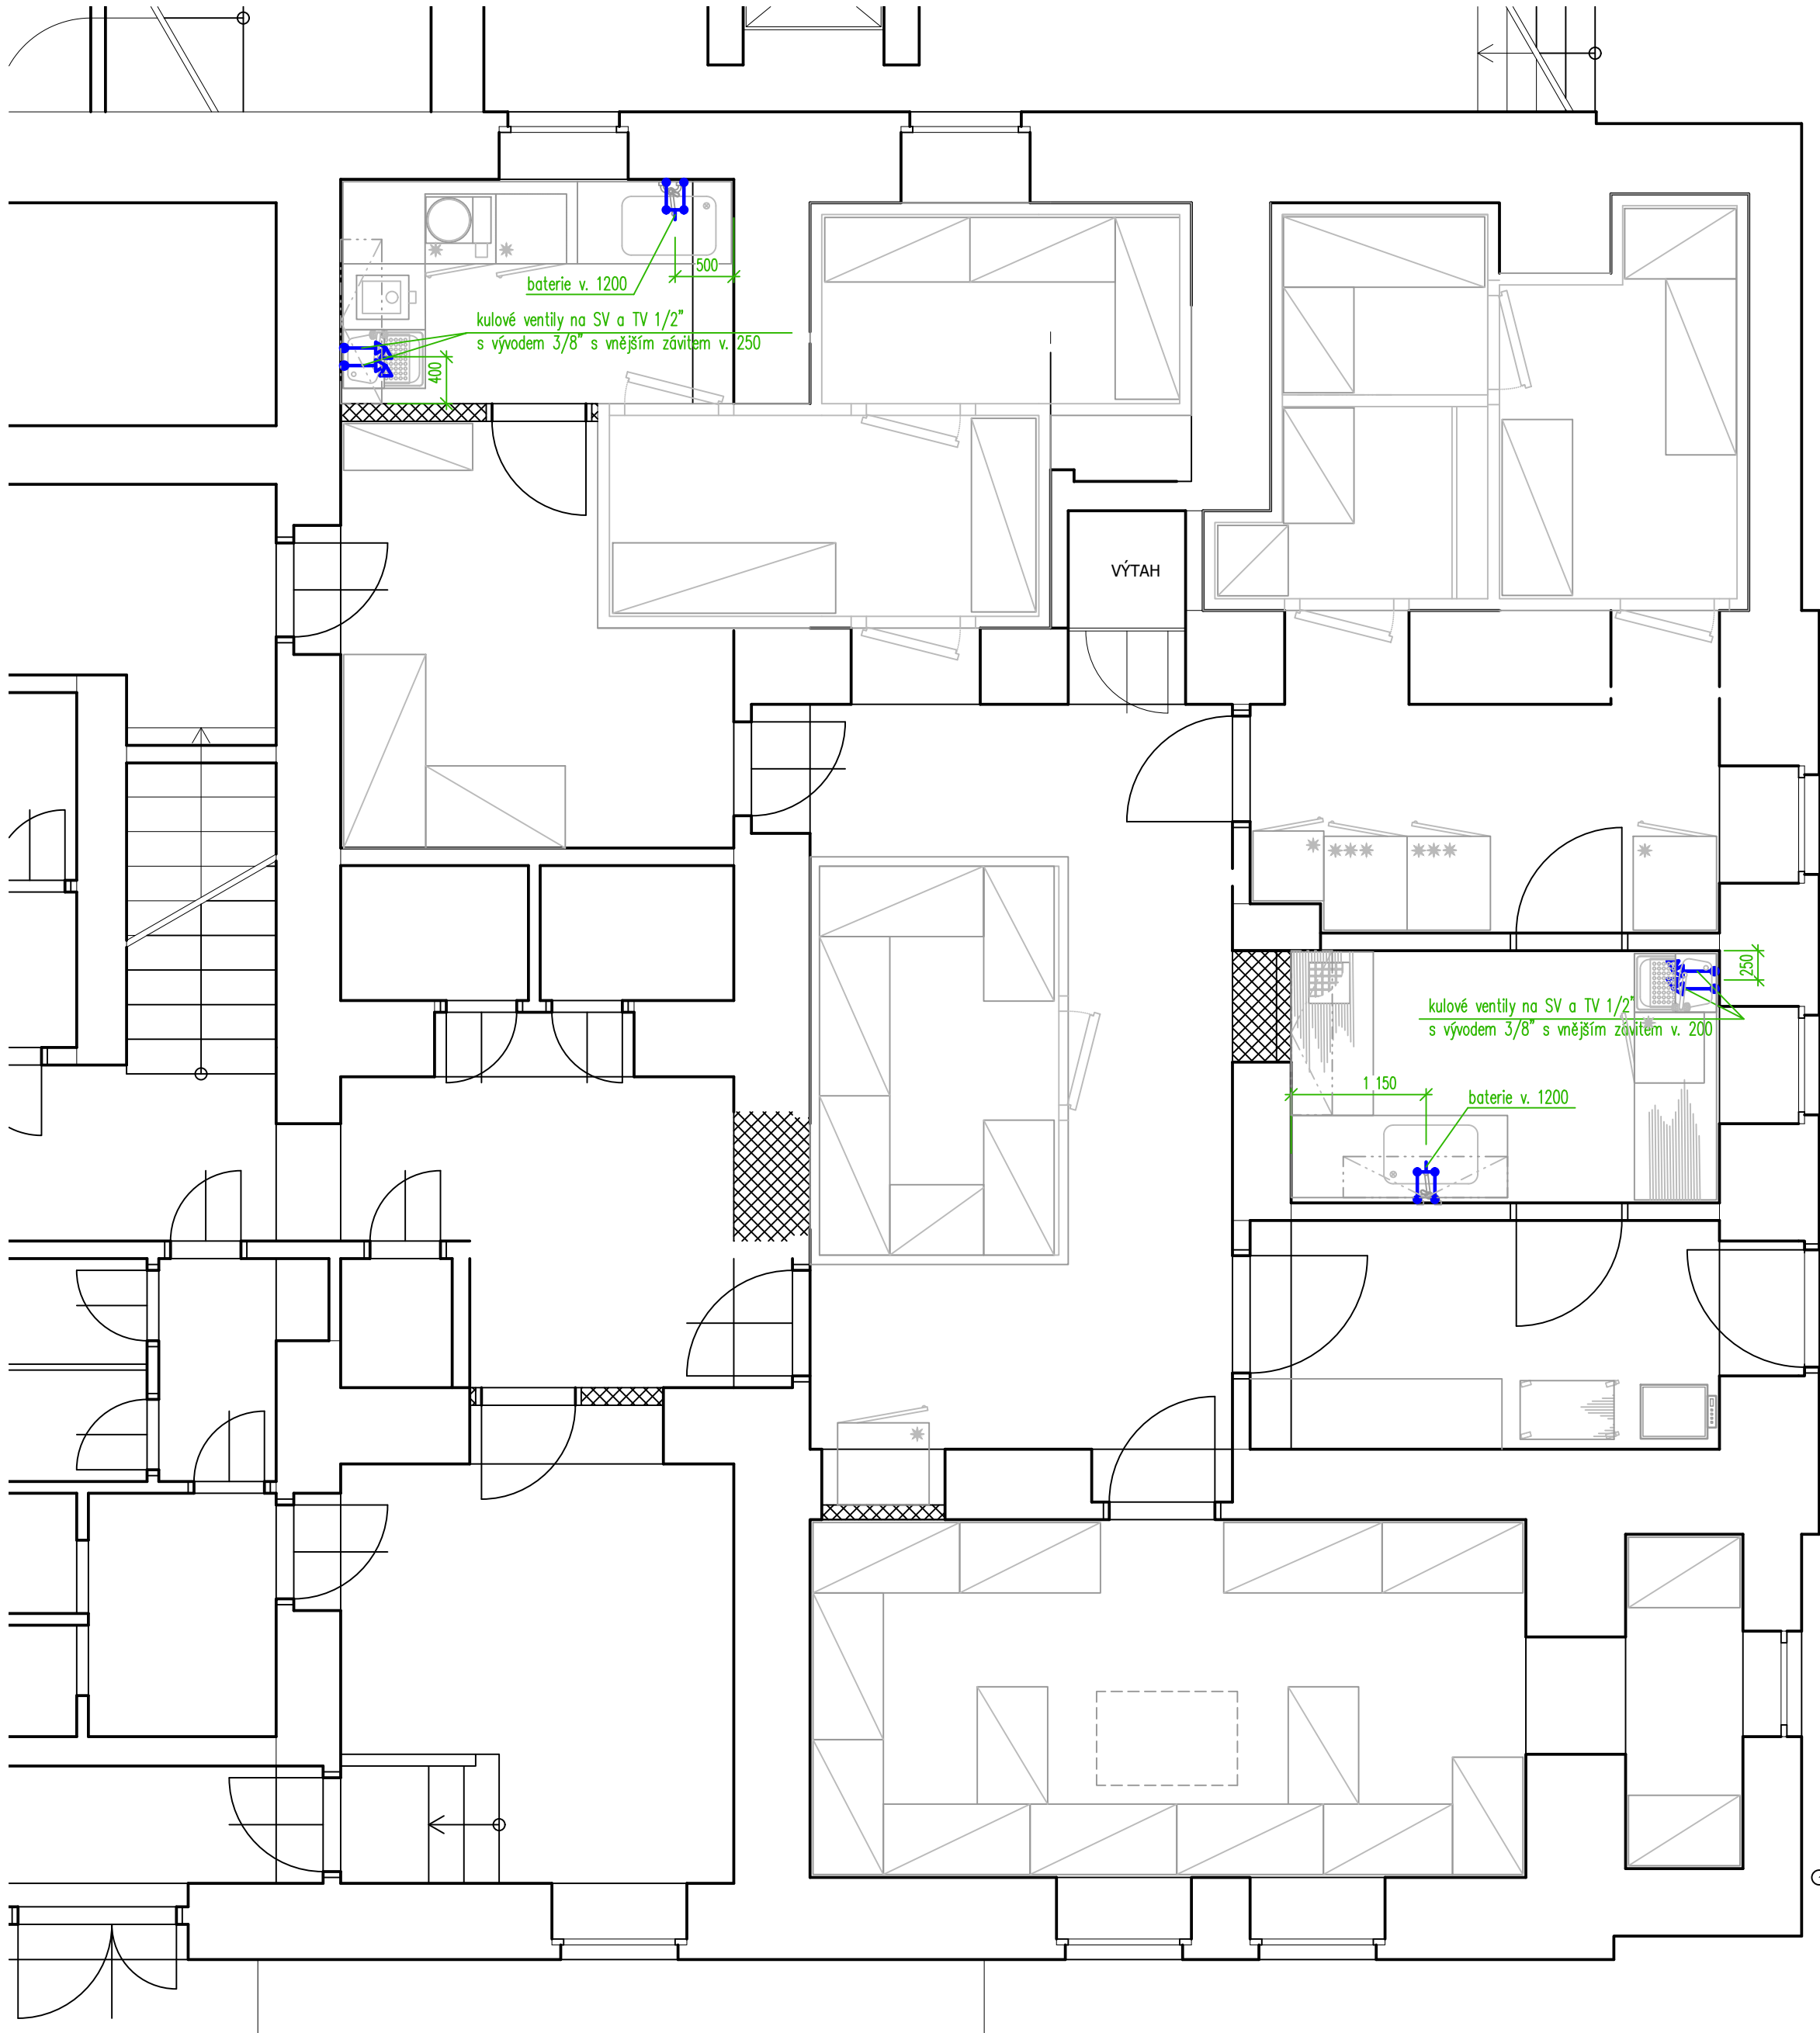 500
baterie v. 1200
kulové ventily na SV a TV 1/2"
s vývodem 3/8" s vnějším závitem v. 250
400
VÝTAH
250
kulové ventily na SV a TV 1/2"
s vývodem 3/8" s vnějším závitem v. 200
1 150
baterie v. 1200